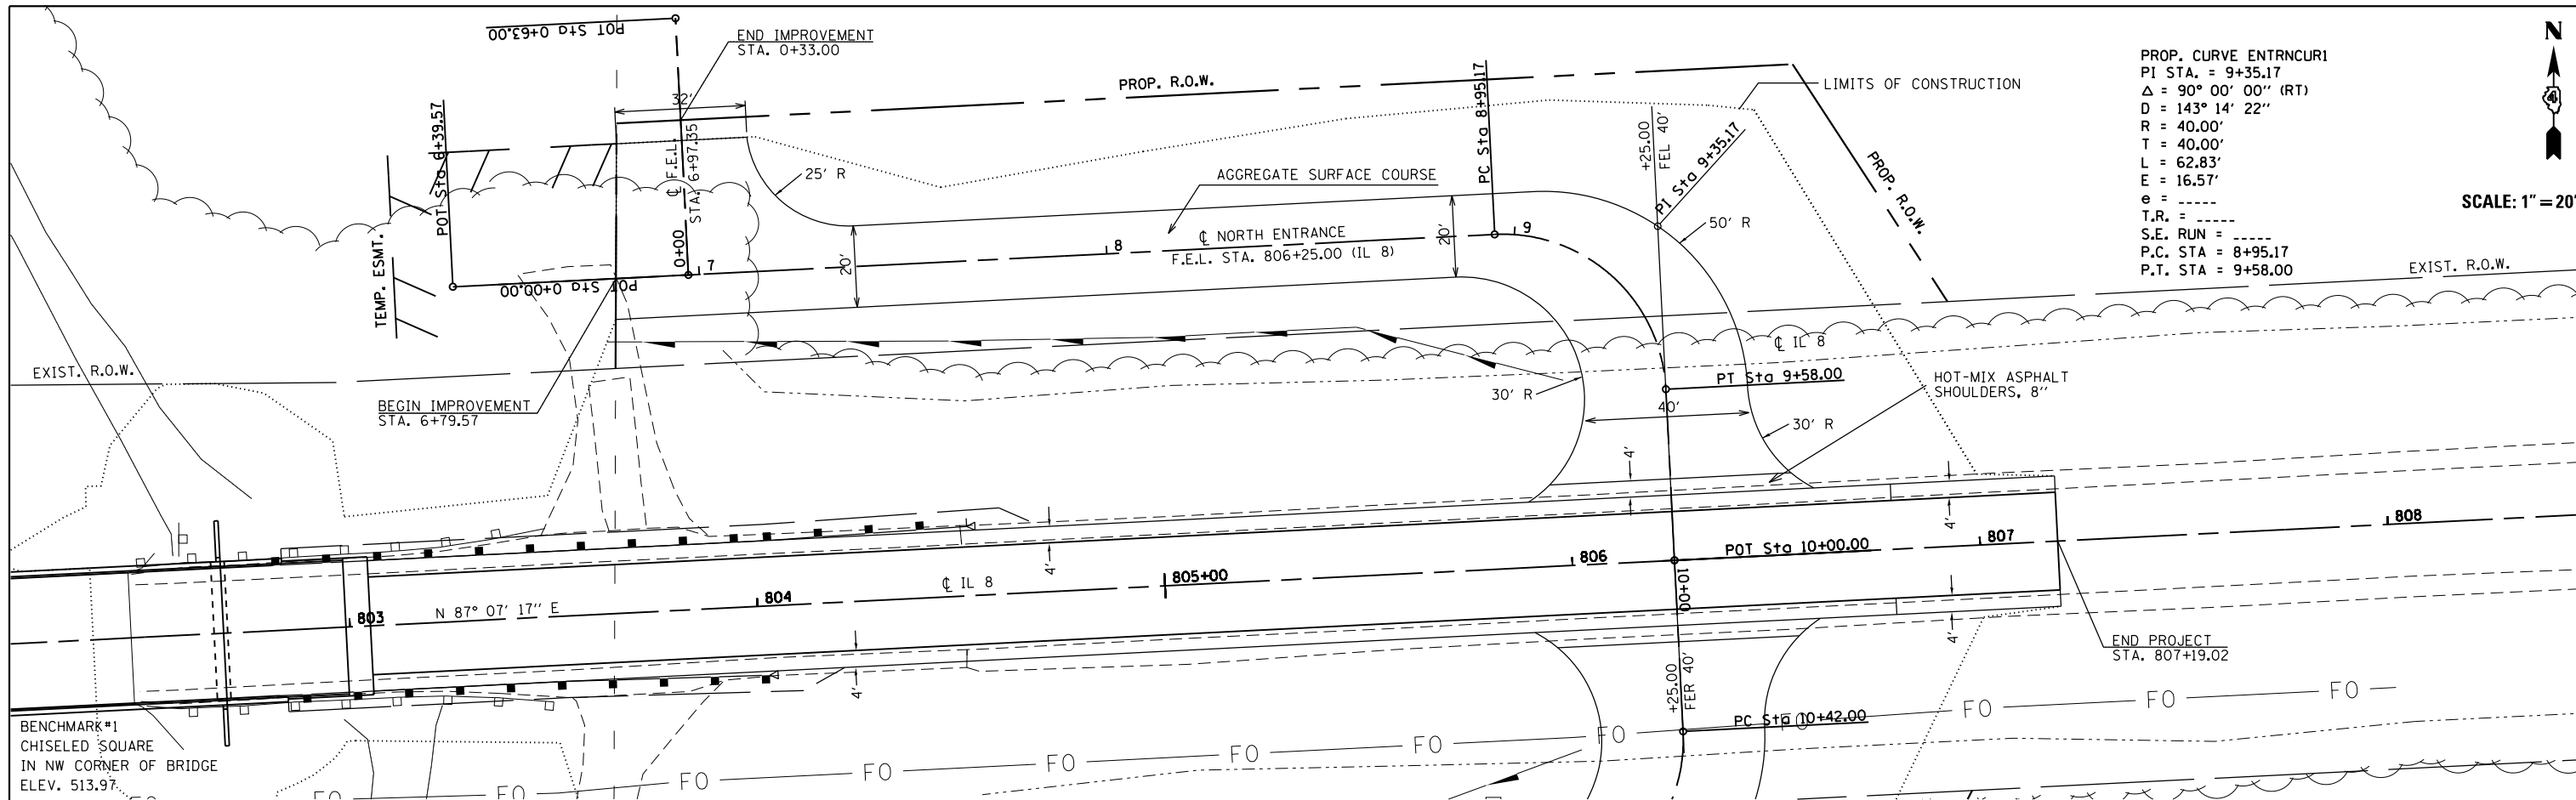 POT Sta 0+63.00
END IMPROVEMENT
STA. 0+33.00
32'
PROP. R.O.W.
LIMITS OF CONSTRUCTION
POT Sta 6+39.57
℄ F.E.L.
STA. 6+97.35
25' R
AGGREGATE SURFACE COURSE
PC Sta 8+95.17
+25.00
FEL 40'
PI Sta 9+35.17
PROP. R.O.W.
50' R
TEMP. ESMT.
0+00
7
8
9
20'
20'
℄ NORTH ENTRANCE
F.E.L. STA. 806+25.00 (IL 8)
POT Sta 0+00.00
PROP. CURVE ENTRNCUR1
PI STA. = 9+35.17
Δ = 90° 00' 00'' (RT)
D = 143° 14' 22''
R = 40.00'
T = 40.00'
L = 62.83'
E = 16.57'
e = -----
T.R. = -----
S.E. RUN = -----
P.C. STA = 8+95.17
P.T. STA = 9+58.00
N
SCALE: 1" = 20'
EXIST. R.O.W.
EXIST. R.O.W.
℄ IL 8
BEGIN IMPROVEMENT
STA. 6+79.57
30' R
PT Sta 9+58.00
40'
30' R
HOT-MIX ASPHALT
SHOULDERS, 8''
4'
4'
4'
803
N 87° 07' 17'' E
804
℄ IL 8
805+00
806
POT Sta 10+00.00
807
808
10+00
4'
4'
END PROJECT
STA. 807+19.02
+25.00
FER 40'
PC Sta 10+42.00
BENCHMARK#1
CHISELED SQUARE
IN NW CORNER OF BRIDGE
ELEV. 513.97
FO FO FO FO FO FO FO FO FO FO FO FO FO